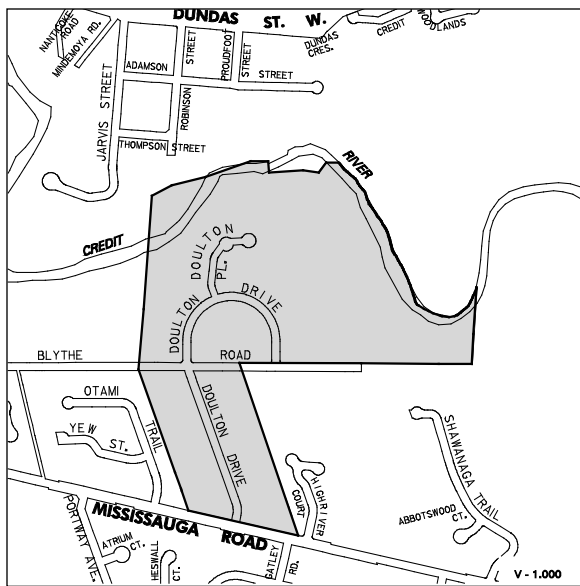 DUNDAS ST. W.
NANTICOKE
ROAD
MINDEMOYA RD.
JARVIS STREET
ADAMSON STREET
STREET
ROBINSON
PROUDFOOT
STREET
THOMPSON STREET
DUNDAS
CRES.
CREDIT
WOODLANDS
CREDIT
RIVER
DOULTON
PL.
DOULTON DRIVE
BLYTHE ROAD
DOULTON DRIVE
OTAMI
TRAIL
YEW
ST.
MISSISSAUGA ROAD
PORTWAY AVE.
ATRIUM
CT.
HESWALL
CT.
GATLEY
RD.
HIGHRIVER
COURT
SHAWANAGA TRAIL
ABBOTSWOOD
CT.
V - 1.000